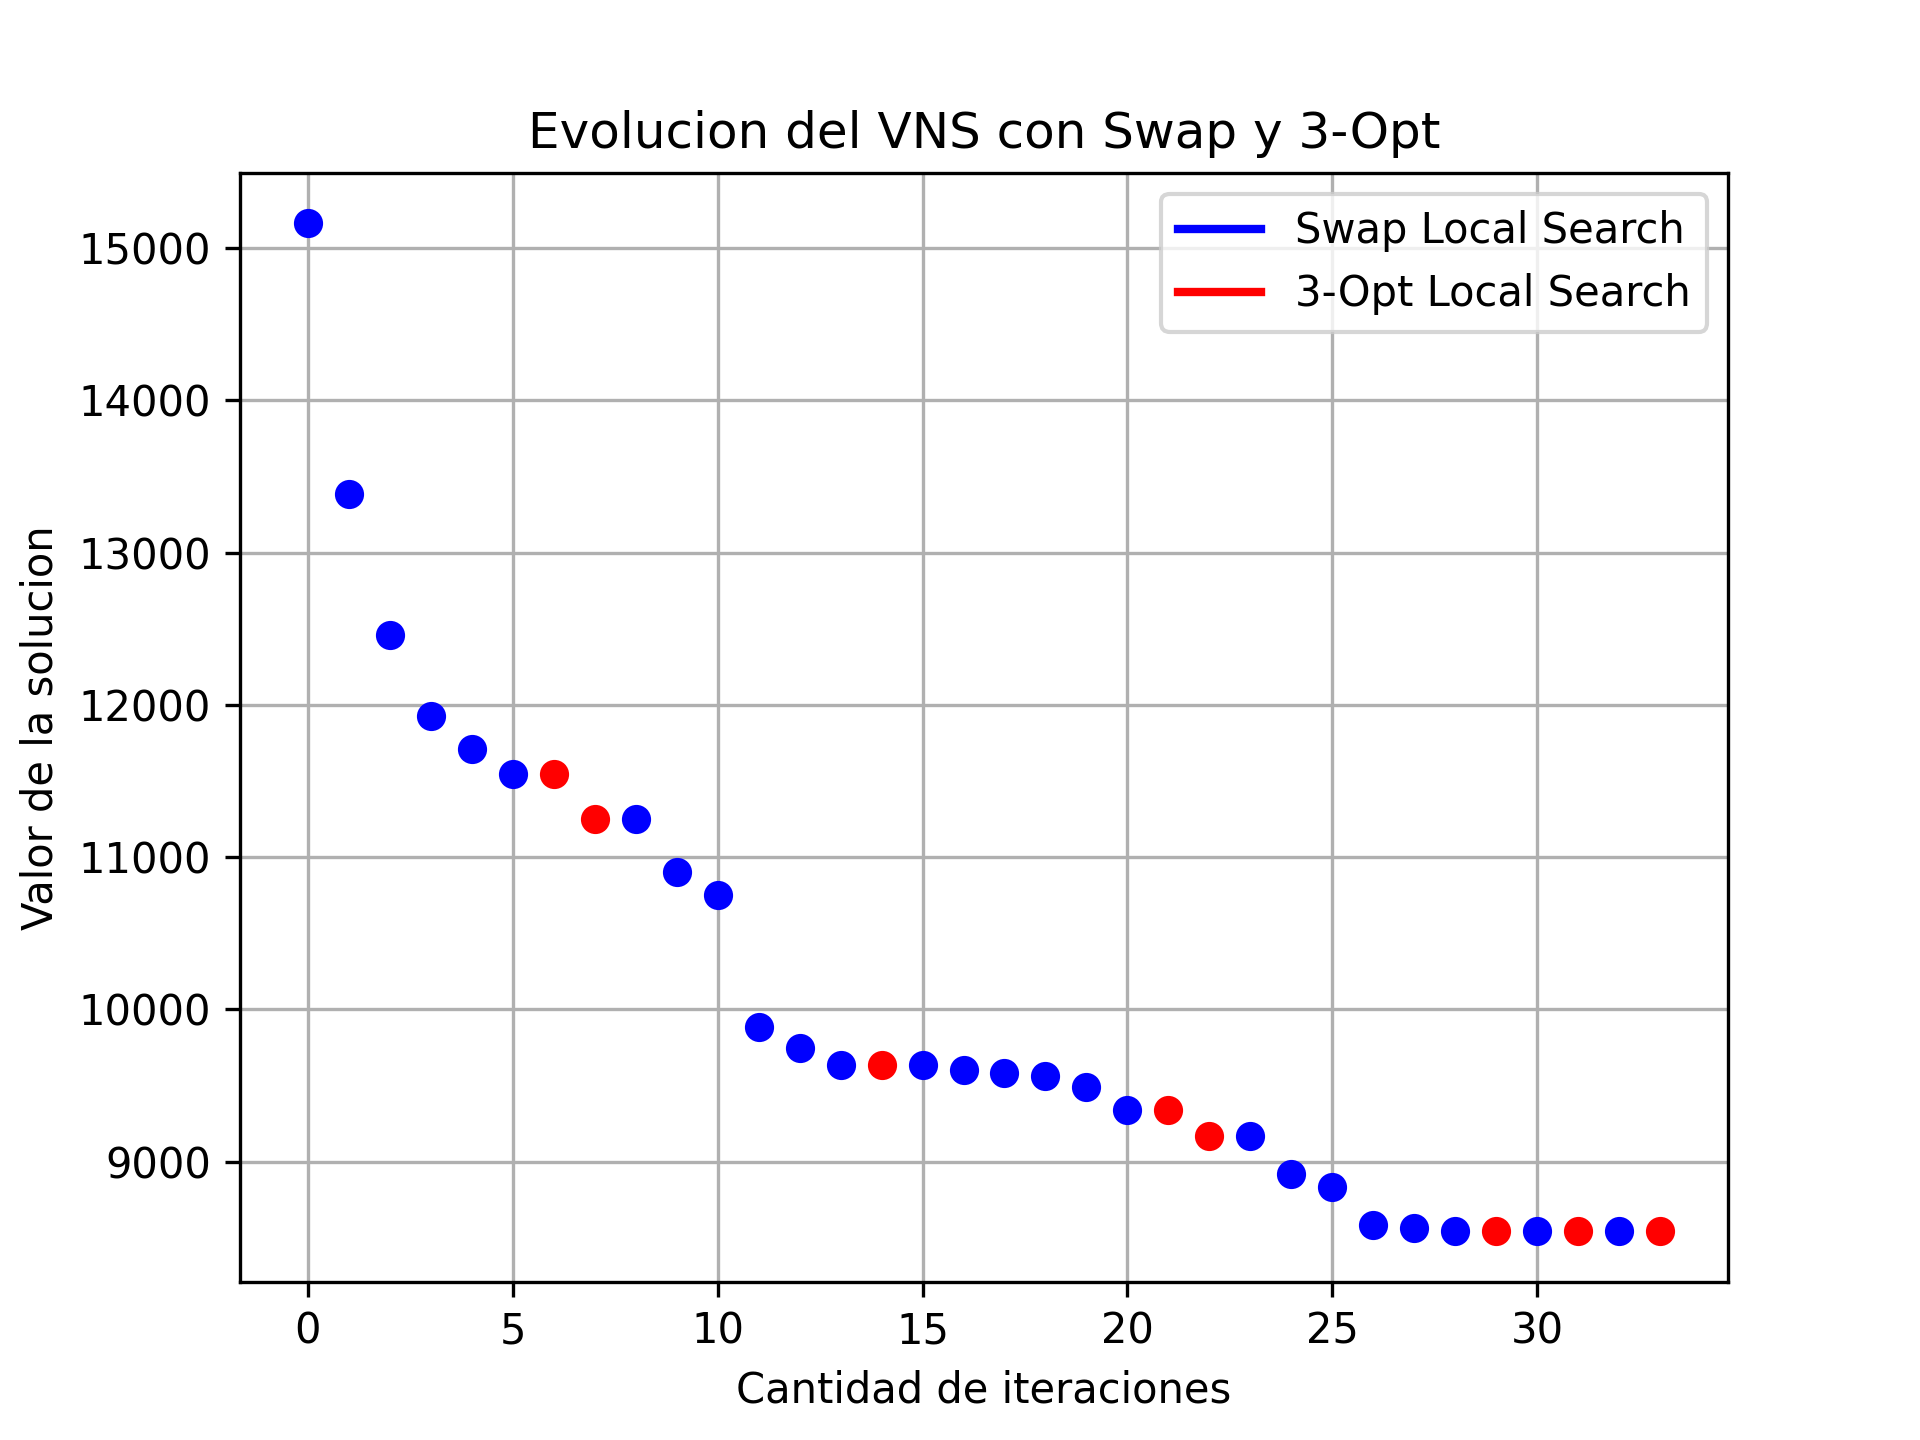 Evolucion del VNS con Swap y 3-Opt
Swap Local Search
3-Opt Local Search
Valor de la solucion
15000
14000
13000
12000
11000
10000
9000
0 5 10 15 20 25 30
Cantidad de iteraciones